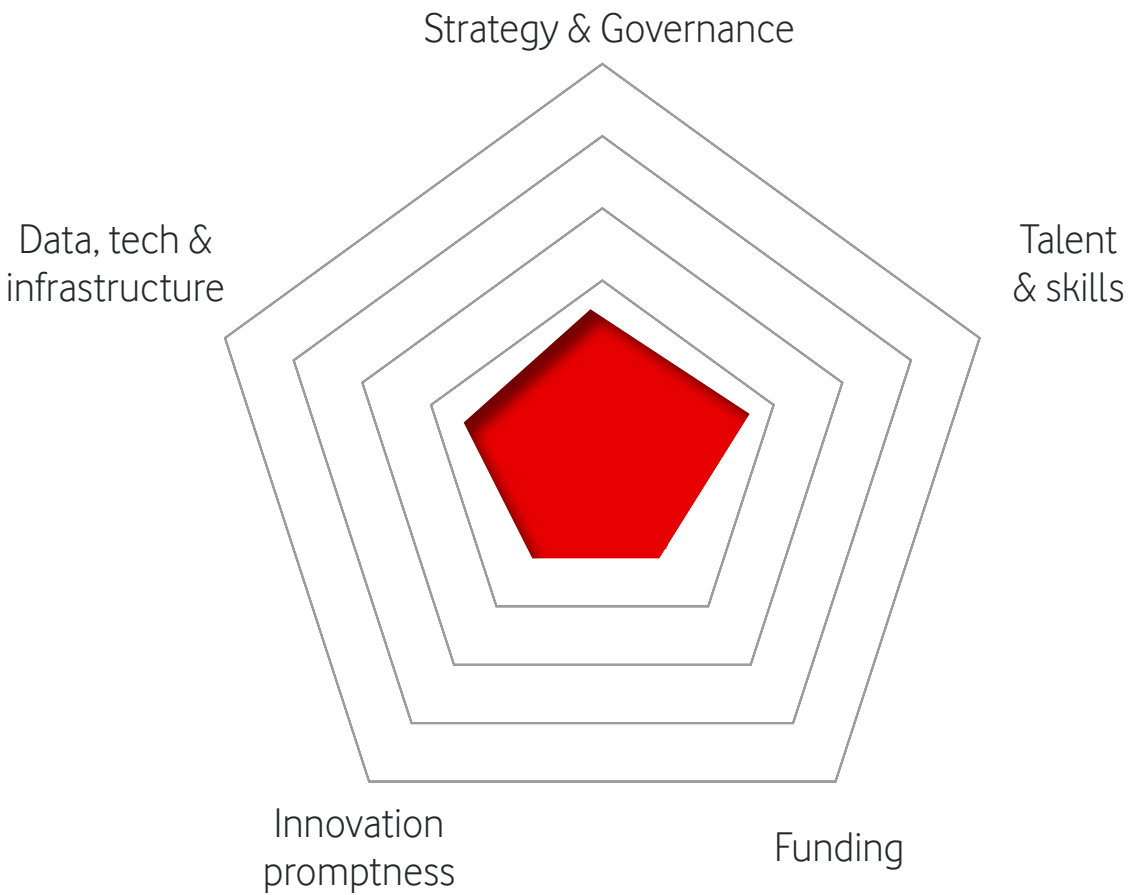 Strategy & Governance
Data, tech &
infrastructure
Talent
& skills
Innovation
promptness
Funding